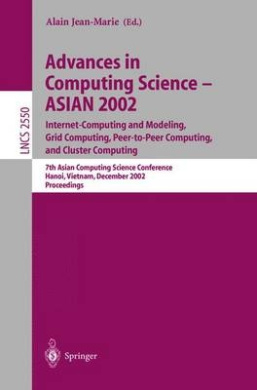 Alain Jean-Marie (Ed.)
LNCS 2550
Advances in
Computing Science –
ASIAN 2002
Internet-Computing and Modeling,
Grid Computing, Peer-to-Peer Computing,
and Cluster Computing
7th Asian Computing Science Conference
Hanoi, Vietnam, December 2002
Proceedings
Springer